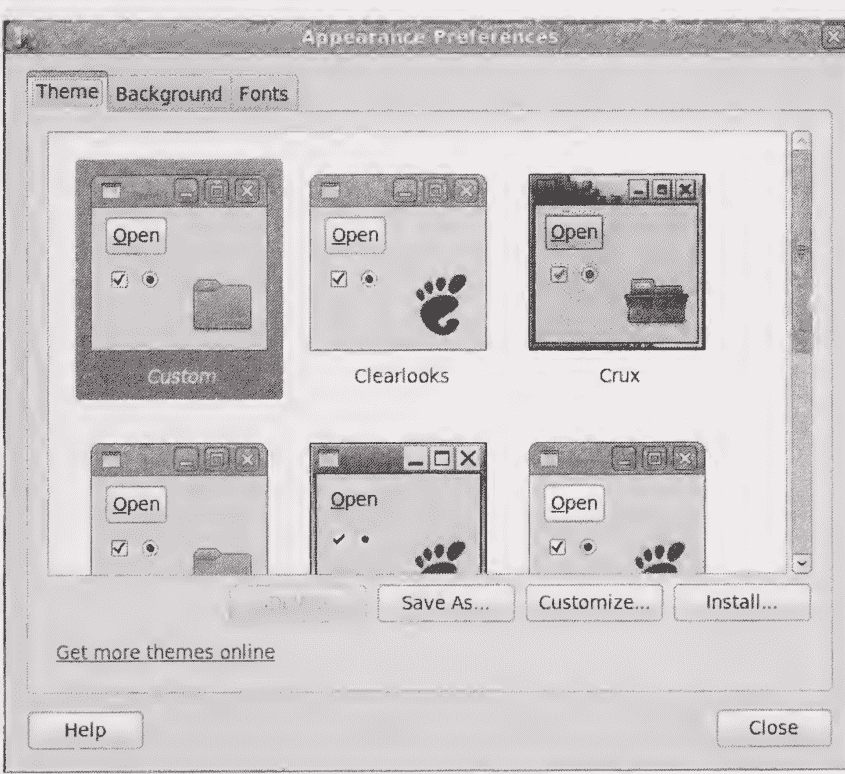 Appearance Preferences
Theme Background Fonts
Open Open Open
Custom Clearlooks Crux
Open Open Open
Save As... Customize... Install...
Get more themes online
Help Close